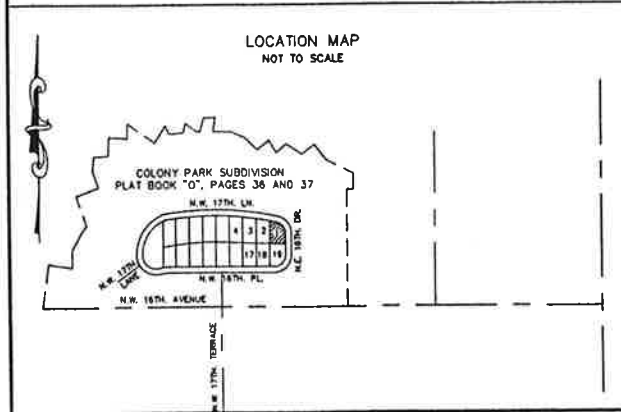 LOCATION MAP
NOT TO SCALE
COLONY PARK SUBDIVISION
PLAT BOOK "O", PAGES 36 AND 37
N.W. 17TH. LN.
4 3 2
17 18 19
N.E. 16TH. DR.
N.W. 17TH.
LANE
N.W. 16TH. PL.
N.W. 16TH. AVENUE
N.W. 17TH. TERRACE